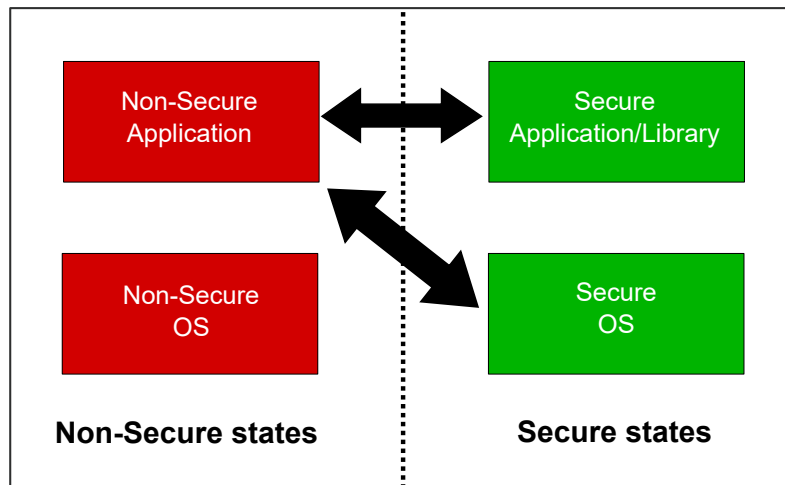 Non-Secure
Application
Secure
Application/Library
Non-Secure
OS
Secure
OS
Non-Secure states
Secure states